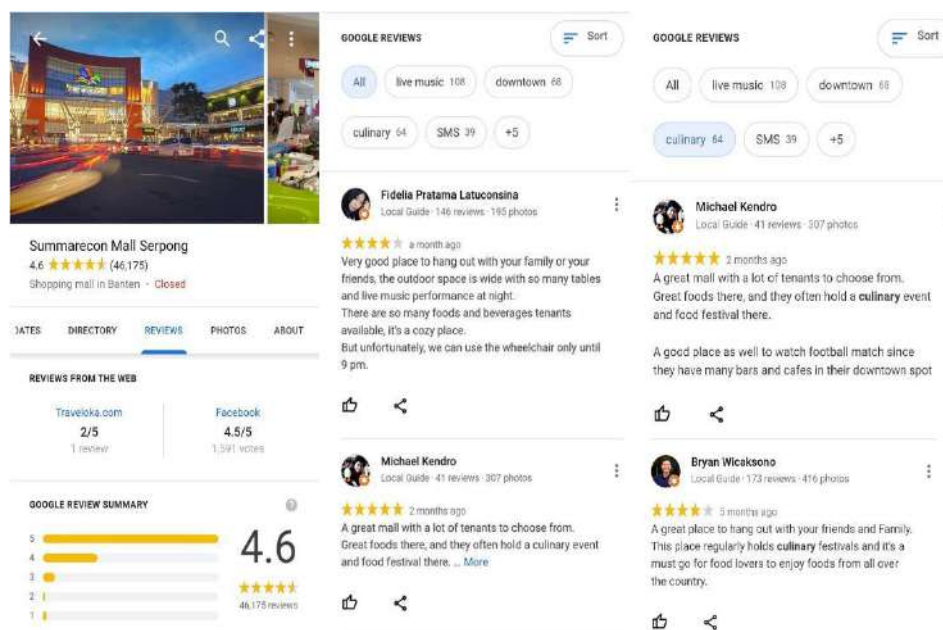 Summarecon Mall Serpong
4.6 (46,175)
Shopping mall in Banten · Closed
DATES DIRECTORY REVIEWS PHOTOS ABOUT
REVIEWS FROM THE WEB
Traveloka.com
2/5
1 review
Facebook
4.5/5
1,591 votes
GOOGLE REVIEW SUMMARY
5
4
3
2
1
4.6
46,175 reviews
GOOGLE REVIEWS
Sort
All live music 108 downtown 68
culinary 64 SMS 39 +5
Fidelia Pratama Latuconsina
Local Guide · 146 reviews · 195 photos
a month ago
Very good place to hang out with your family or your
friends, the outdoor space is wide with so many tables
and live music performance at night.
There are so many foods and beverages tenants
available, it's a cozy place.
But unfortunately, we can use the wheelchair only until
9 pm.
Michael Kendro
Local Guide · 41 reviews · 307 photos
2 months ago
A great mall with a lot of tenants to choose from.
Great foods there, and they often hold a culinary event
and food festival there. ... More
GOOGLE REVIEWS
Sort
All live music 108 downtown 68
culinary 64 SMS 39 +5
Michael Kendro
Local Guide · 41 reviews · 307 photos
2 months ago
A great mall with a lot of tenants to choose from.
Great foods there, and they often hold a culinary event
and food festival there.
A good place as well to watch football match since
they have many bars and cafes in their downtown spot
Bryan Wicaksono
Local Guide · 173 reviews · 416 photos
5 months ago
A great place to hang out with your friends and Family.
This place regularly holds culinary festivals and it's a
must go for food lovers to enjoy foods from all over
the country.